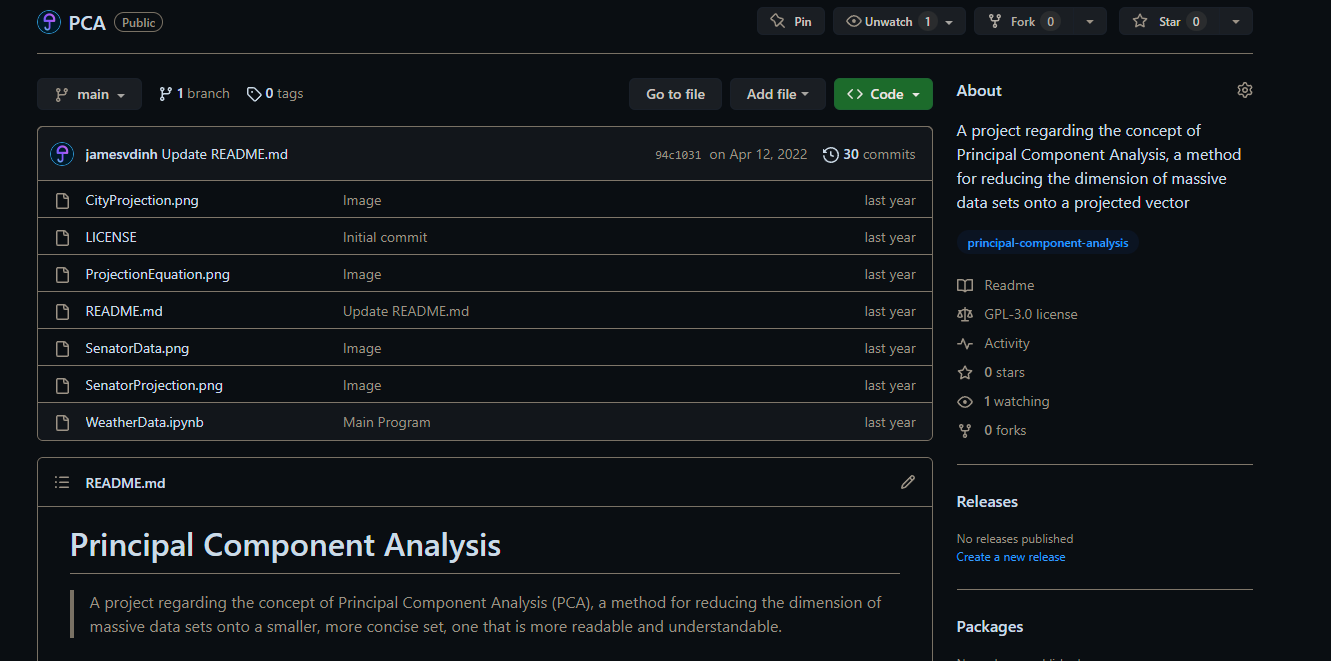 PCA Public
Pin
Unwatch 1
Fork 0
Star 0
main
1 branch
0 tags
Go to file
Add file
<> Code
jamesvdinh Update README.md 94c1031 on Apr 12, 2022 30 commits
CityProjection.png Image last year
LICENSE Initial commit last year
ProjectionEquation.png Image last year
README.md Update README.md last year
SenatorData.png Image last year
SenatorProjection.png Image last year
WeatherData.ipynb Main Program last year
README.md
Principal Component Analysis
A project regarding the concept of Principal Component Analysis (PCA), a method for reducing the dimension of
massive data sets onto a smaller, more concise set, one that is more readable and understandable.
About
A project regarding the concept of
Principal Component Analysis, a method
for reducing the dimension of massive
data sets onto a projected vector
principal-component-analysis
Readme
GPL-3.0 license
Activity
0 stars
1 watching
0 forks
Releases
No releases published
Create a new release
Packages